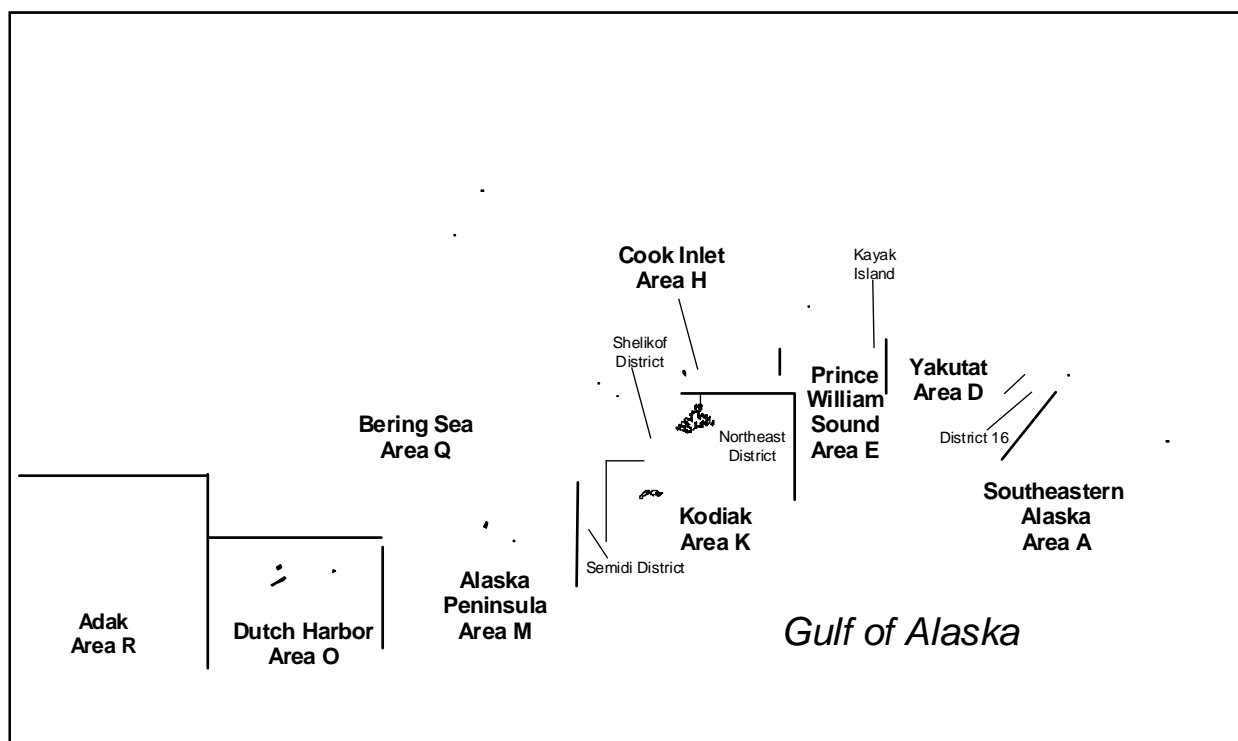 Cook Inlet
Area H
Kayak
Island
Shelikof
District
Prince
William
Sound
Area E
Yakutat
Area D
Bering Sea
Area Q
Northeast
District
District 16
Kodiak
Area K
Southeastern
Alaska
Area A
Semidi District
Alaska
Peninsula
Area M
Adak
Area R
Dutch Harbor
Area O
Gulf of Alaska